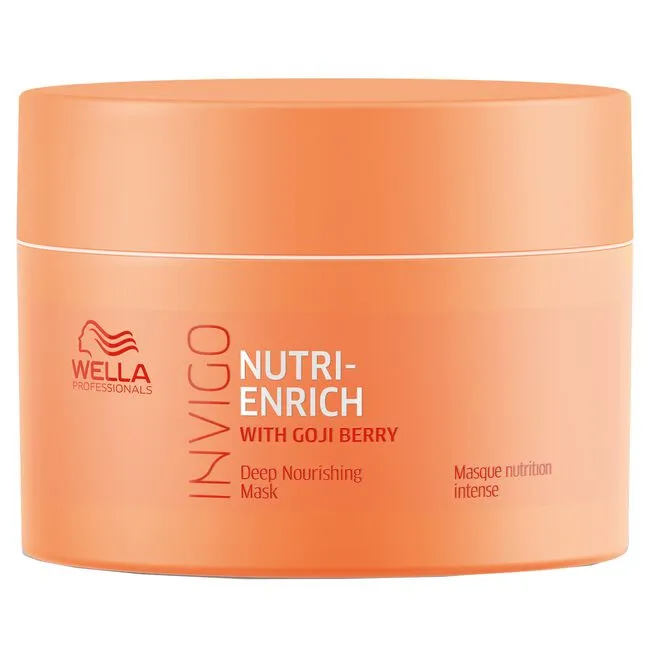 WELLA
PROFESSIONALS
INVIGO
NUTRI-
ENRICH
WITH GOJI BERRY
Deep Nourishing
Mask
Masque nutrition
intense